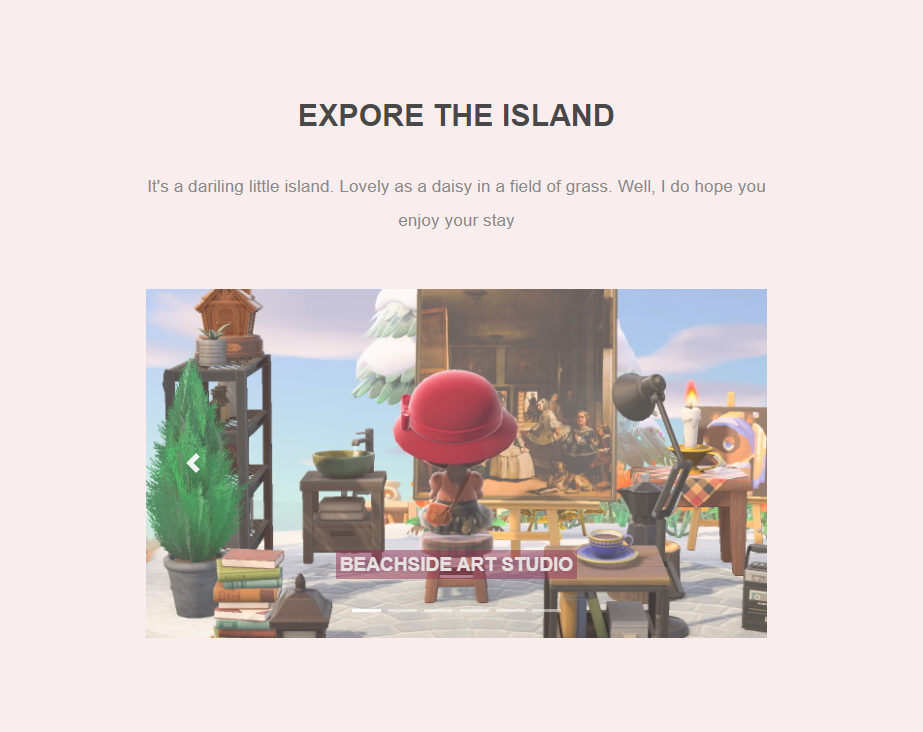 EXPORE THE ISLAND
It's a dariling little island. Lovely as a daisy in a field of grass. Well, I do hope you
enjoy your stay
BEACHSIDE ART STUDIO